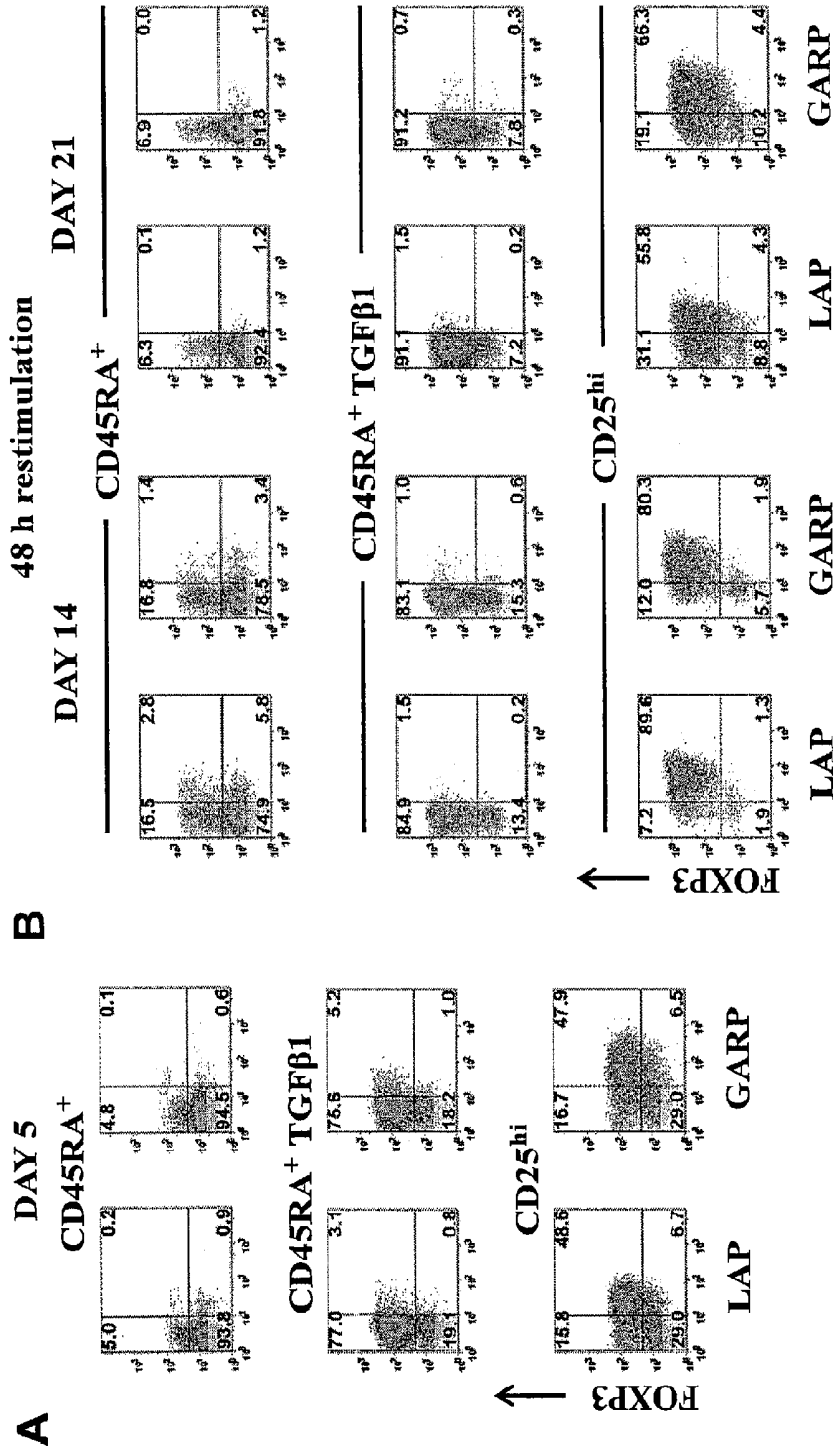 A
DAY 5
CD45RA⁺
5.0 0.2 4.8 0.1
93.8 0.9 94.5 0.6
CD45RA⁺ TGFβ1
77.0 3.1 75.6 5.2
19.1 0.8 18.2 1.0
CD25hi
15.8 48.6 16.7 47.9
29.0 6.7 29.0 6.5
FOXP3
LAP GARP
B
48 h restimulation
DAY 14 DAY 21
CD45RA⁺
16.5 2.8 16.8 1.4 6.3 0.1 6.9 0.0
74.9 5.8 78.5 3.4 92.4 1.2 91.8 1.2
CD45RA⁺ TGFβ1
84.9 1.5 83.1 1.0 91.1 1.5 91.2 0.7
13.4 0.2 15.3 0.6 7.2 0.2 7.8 0.3
CD25hi
7.2 89.6 12.0 80.3 31.1 55.8 19.1 66.3
1.9 1.3 5.7 1.9 8.8 4.3 10.2 4.4
FOXP3
LAP GARP LAP GARP